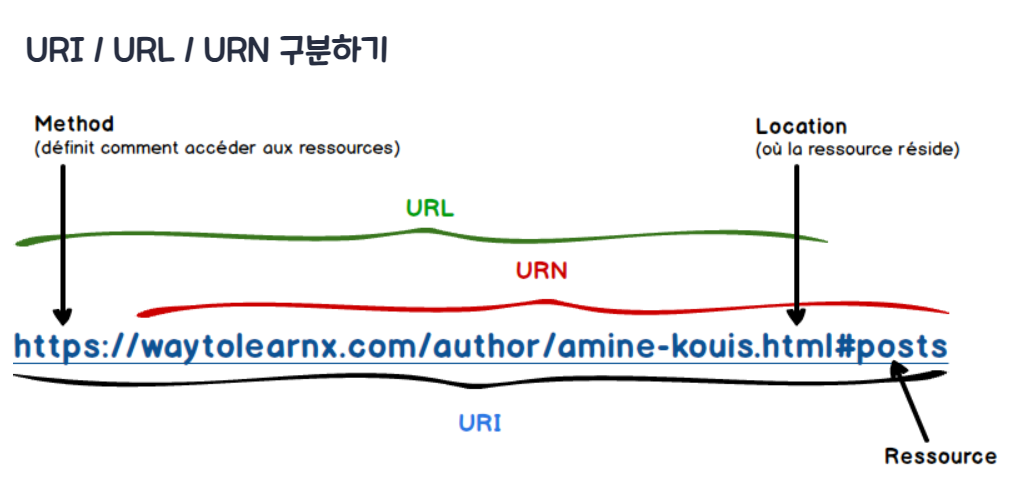 URI / URL / URN 구분하기
Method
(définit comment accéder aux ressources)
Location
(où la ressource réside)
URL
URN
https://waytolearnx.com/author/amine-kouis.html#posts
URI
Ressource